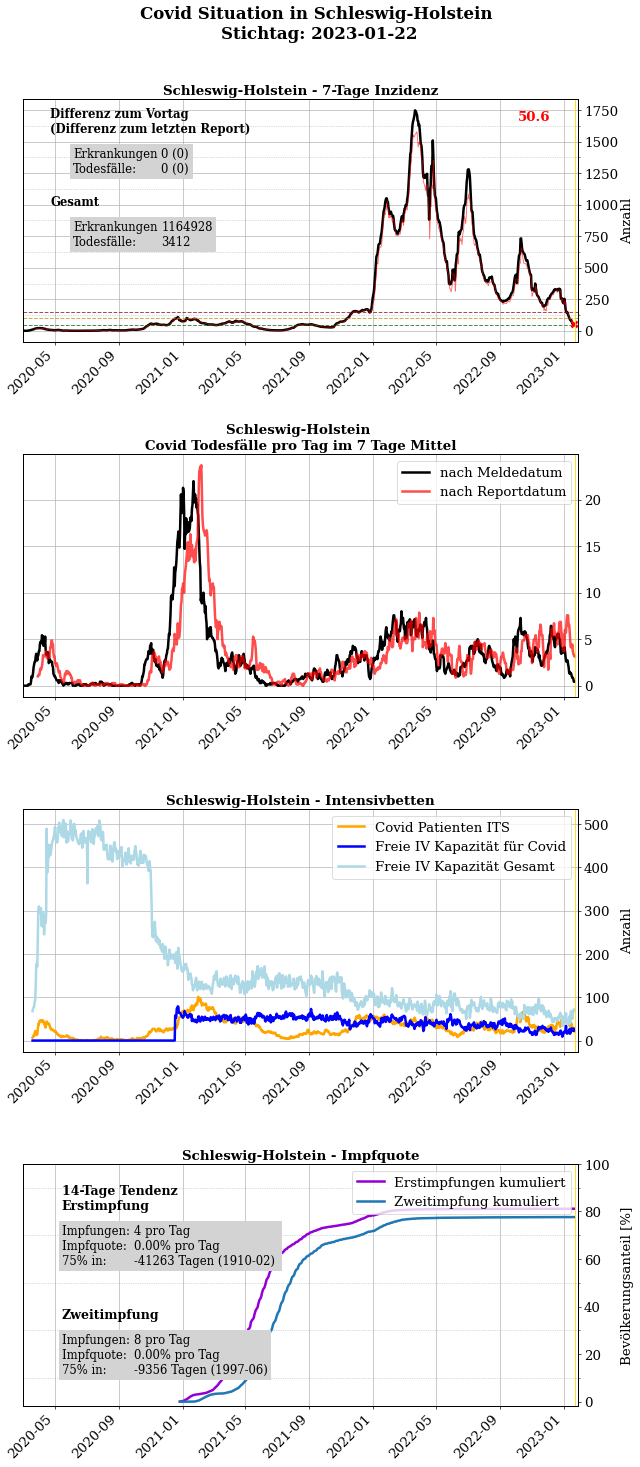 Covid Situation in Schleswig-Holstein
Stichtag: 2023-01-22
Schleswig-Holstein - 7-Tage Inzidenz
Differenz zum Vortag
(Differenz zum letzten Report)
Erkrankungen 0 (0)
Todesfälle: 0 (0)
Gesamt
Erkrankungen 1164928
Todesfälle: 3412
50.6
1750
1500
1250
1000
750
500
250
0
Anzahl
2020-05
2020-09
2021-01
2021-05
2021-09
2022-01
2022-05
2022-09
2023-01
Schleswig-Holstein
Covid Todesfälle pro Tag im 7 Tage Mittel
nach Meldedatum
nach Reportdatum
20
15
10
5
0
2020-05
2020-09
2021-01
2021-05
2021-09
2022-01
2022-05
2022-09
2023-01
Schleswig-Holstein - Intensivbetten
Covid Patienten ITS
Freie IV Kapazität für Covid
Freie IV Kapazität Gesamt
500
400
300
200
100
0
Anzahl
2020-05
2020-09
2021-01
2021-05
2021-09
2022-01
2022-05
2022-09
2023-01
Schleswig-Holstein - Impfquote
14-Tage Tendenz
Erstimpfung
Impfungen: 4 pro Tag
Impfquote: 0.00% pro Tag
75% in: -41263 Tagen (1910-02)
Zweitimpfung
Impfungen: 8 pro Tag
Impfquote: 0.00% pro Tag
75% in: -9356 Tagen (1997-06)
Erstimpfungen kumuliert
Zweitimpfung kumuliert
100
80
60
40
20
0
Bevölkerungsanteil [%]
2020-05
2020-09
2021-01
2021-05
2021-09
2022-01
2022-05
2022-09
2023-01